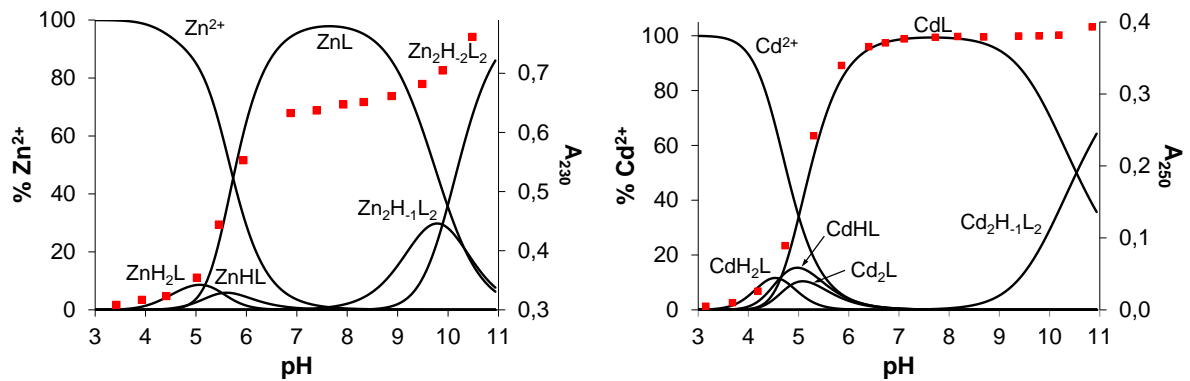 100
80
60
40
20
0
% Zn²⁺
Zn²⁺
ZnL
Zn₂H₋₂L₂
Zn₂H₋₁L₂
ZnH₂L
ZnHL
0,7
0,6
0,5
0,4
0,3
A₂₃₀
3 4 5 6 7 8 9 10 11
pH
100
80
60
40
20
0
% Cd²⁺
Cd²⁺
CdL
CdHL
CdH₂L
Cd₂L
Cd₂H₋₁L₂
0,4
0,3
0,2
0,1
0,0
A₂₅₀
3 4 5 6 7 8 9 10 11
pH